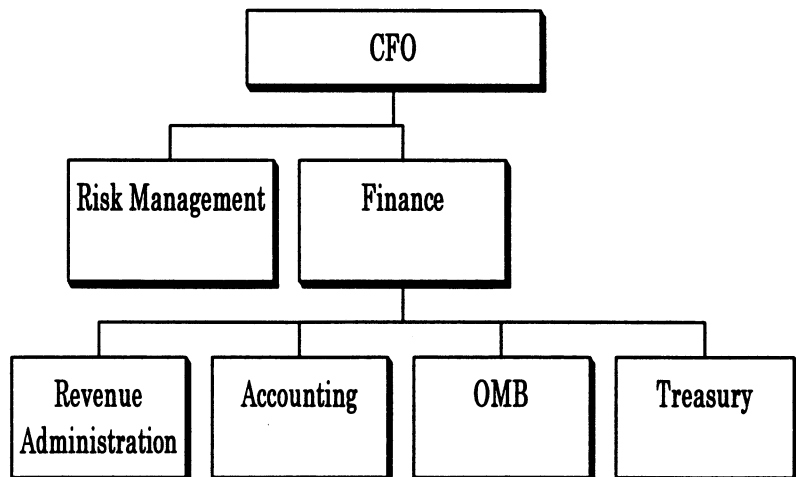 CFO
Risk Management
Finance
Revenue
Administration
Accounting
OMB
Treasury